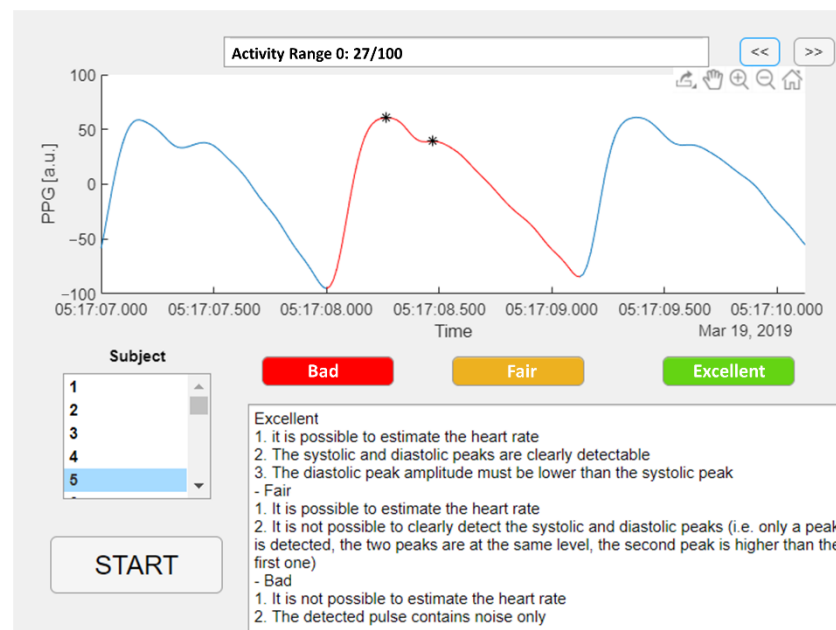 Activity Range 0: 27/100
<<
>>
100
50
0
−50
−100
PPG [a.u.]
05:17:07.000 05:17:07.500 05:17:08.000 05:17:08.500 05:17:09.000 05:17:09.500 05:17:10.000
Time
Mar 19, 2019
Subject
1
2
3
4
5
Bad
Fair
Excellent
START
Excellent
1. it is possible to estimate the heart rate
2. The systolic and diastolic peaks are clearly detectable
3. The diastolic peak amplitude must be lower than the systolic peak
- Fair
1. It is possible to estimate the heart rate
2. It is not possible to clearly detect the systolic and diastolic peaks (i.e. only a peak
is detected, the two peaks are at the same level, the second peak is higher than the
first one)
- Bad
1. It is not possible to estimate the heart rate
2. The detected pulse contains noise only